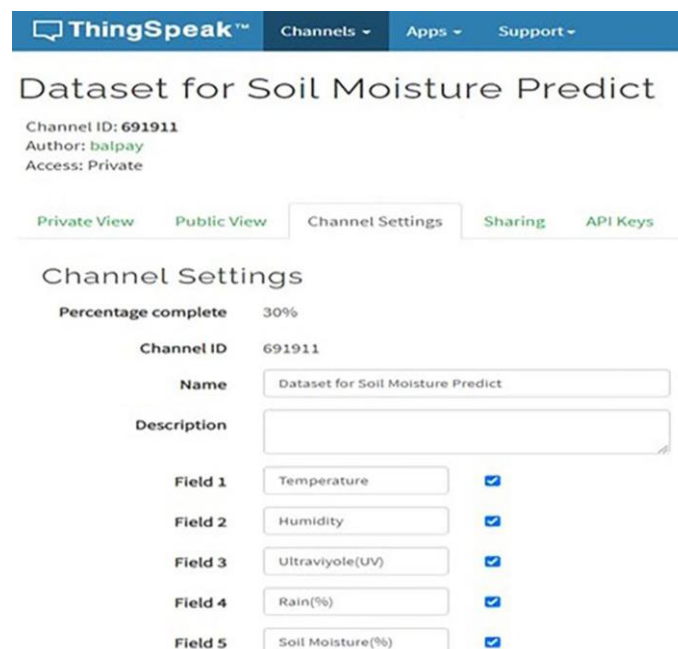 ThingSpeak™ Channels Apps Support
Dataset for Soil Moisture Predict
Channel ID: 691911
Author: balpay
Access: Private
Private View Public View Channel Settings Sharing API Keys
Channel Settings
Percentage complete 30%
Channel ID 691911
Name Dataset for Soil Moisture Predict
Description
Field 1 Temperature
Field 2 Humidity
Field 3 Ultraviyole(UV)
Field 4 Rain(%)
Field 5 Soil Moisture(%)